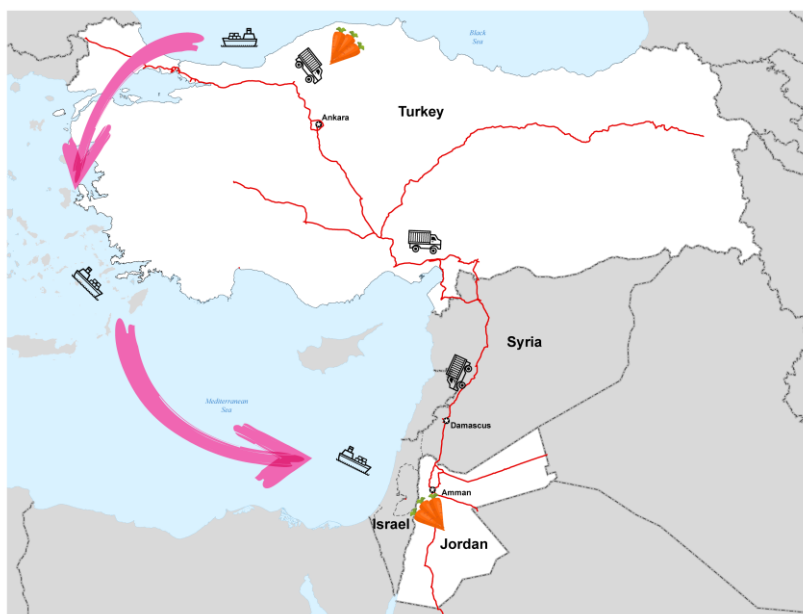 Black
Sea
Turkey
Ankara
Syria
Mediterranean
Sea
Damascus
Amman
Israel
Jordan